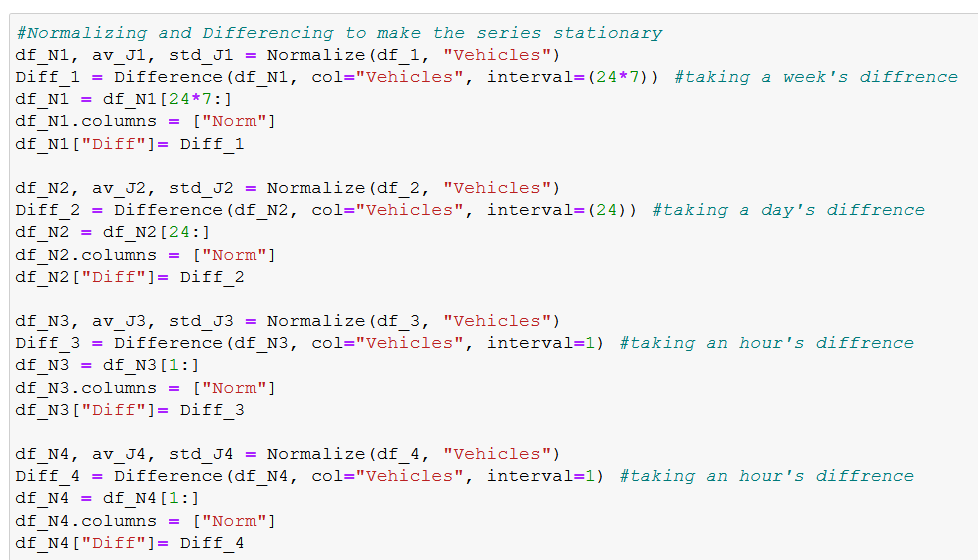 #Normalizing and Differencing to make the series stationary
df_N1, av_J1, std_J1 = Normalize(df_1, "Vehicles")
Diff_1 = Difference(df_N1, col="Vehicles", interval=(24*7)) #taking a week's diffrence
df_N1 = df_N1[24*7:]
df_N1.columns = ["Norm"]
df_N1["Diff"]= Diff_1

df_N2, av_J2, std_J2 = Normalize(df_2, "Vehicles")
Diff_2 = Difference(df_N2, col="Vehicles", interval=(24)) #taking a day's diffrence
df_N2 = df_N2[24:]
df_N2.columns = ["Norm"]
df_N2["Diff"]= Diff_2

df_N3, av_J3, std_J3 = Normalize(df_3, "Vehicles")
Diff_3 = Difference(df_N3, col="Vehicles", interval=1) #taking an hour's diffrence
df_N3 = df_N3[1:]
df_N3.columns = ["Norm"]
df_N3["Diff"]= Diff_3

df_N4, av_J4, std_J4 = Normalize(df_4, "Vehicles")
Diff_4 = Difference(df_N4, col="Vehicles", interval=1) #taking an hour's diffrence
df_N4 = df_N4[1:]
df_N4.columns = ["Norm"]
df_N4["Diff"]= Diff_4